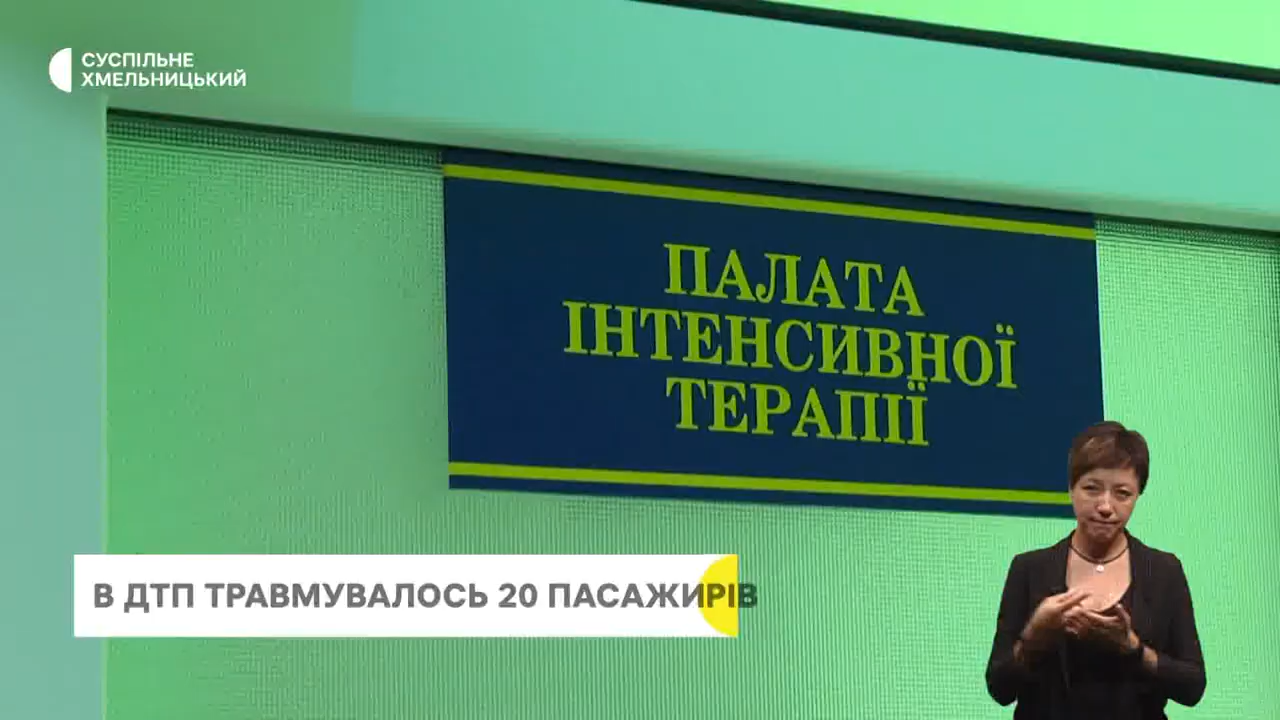 СУСПІЛЬНЕ
ХМЕЛЬНИЦЬКИЙ
ПАЛАТА
ІНТЕНСИВНОЇ
ТЕРАПІЇ
В ДТП ТРАВМУВАЛОСЬ 20 ПАСАЖИРІВ